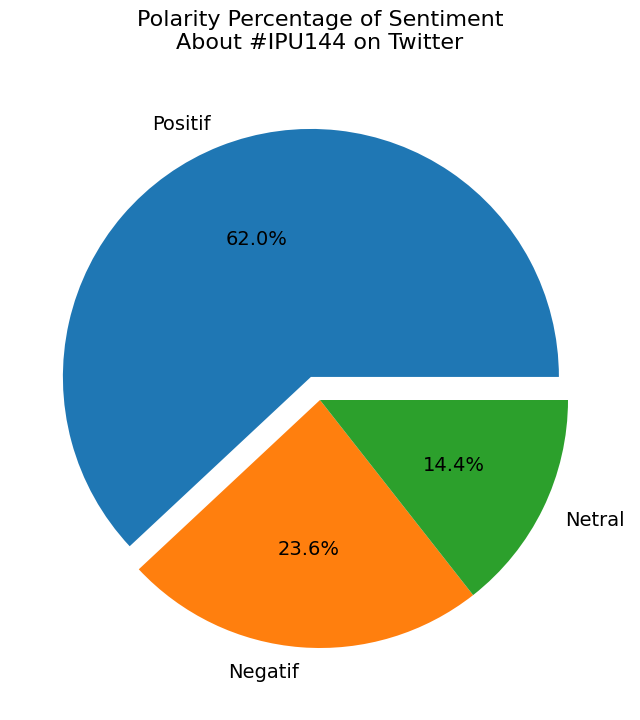 Polarity Percentage of Sentiment
About #IPU144 on Twitter
Positif
62.0%
14.4%
Netral
23.6%
Negatif